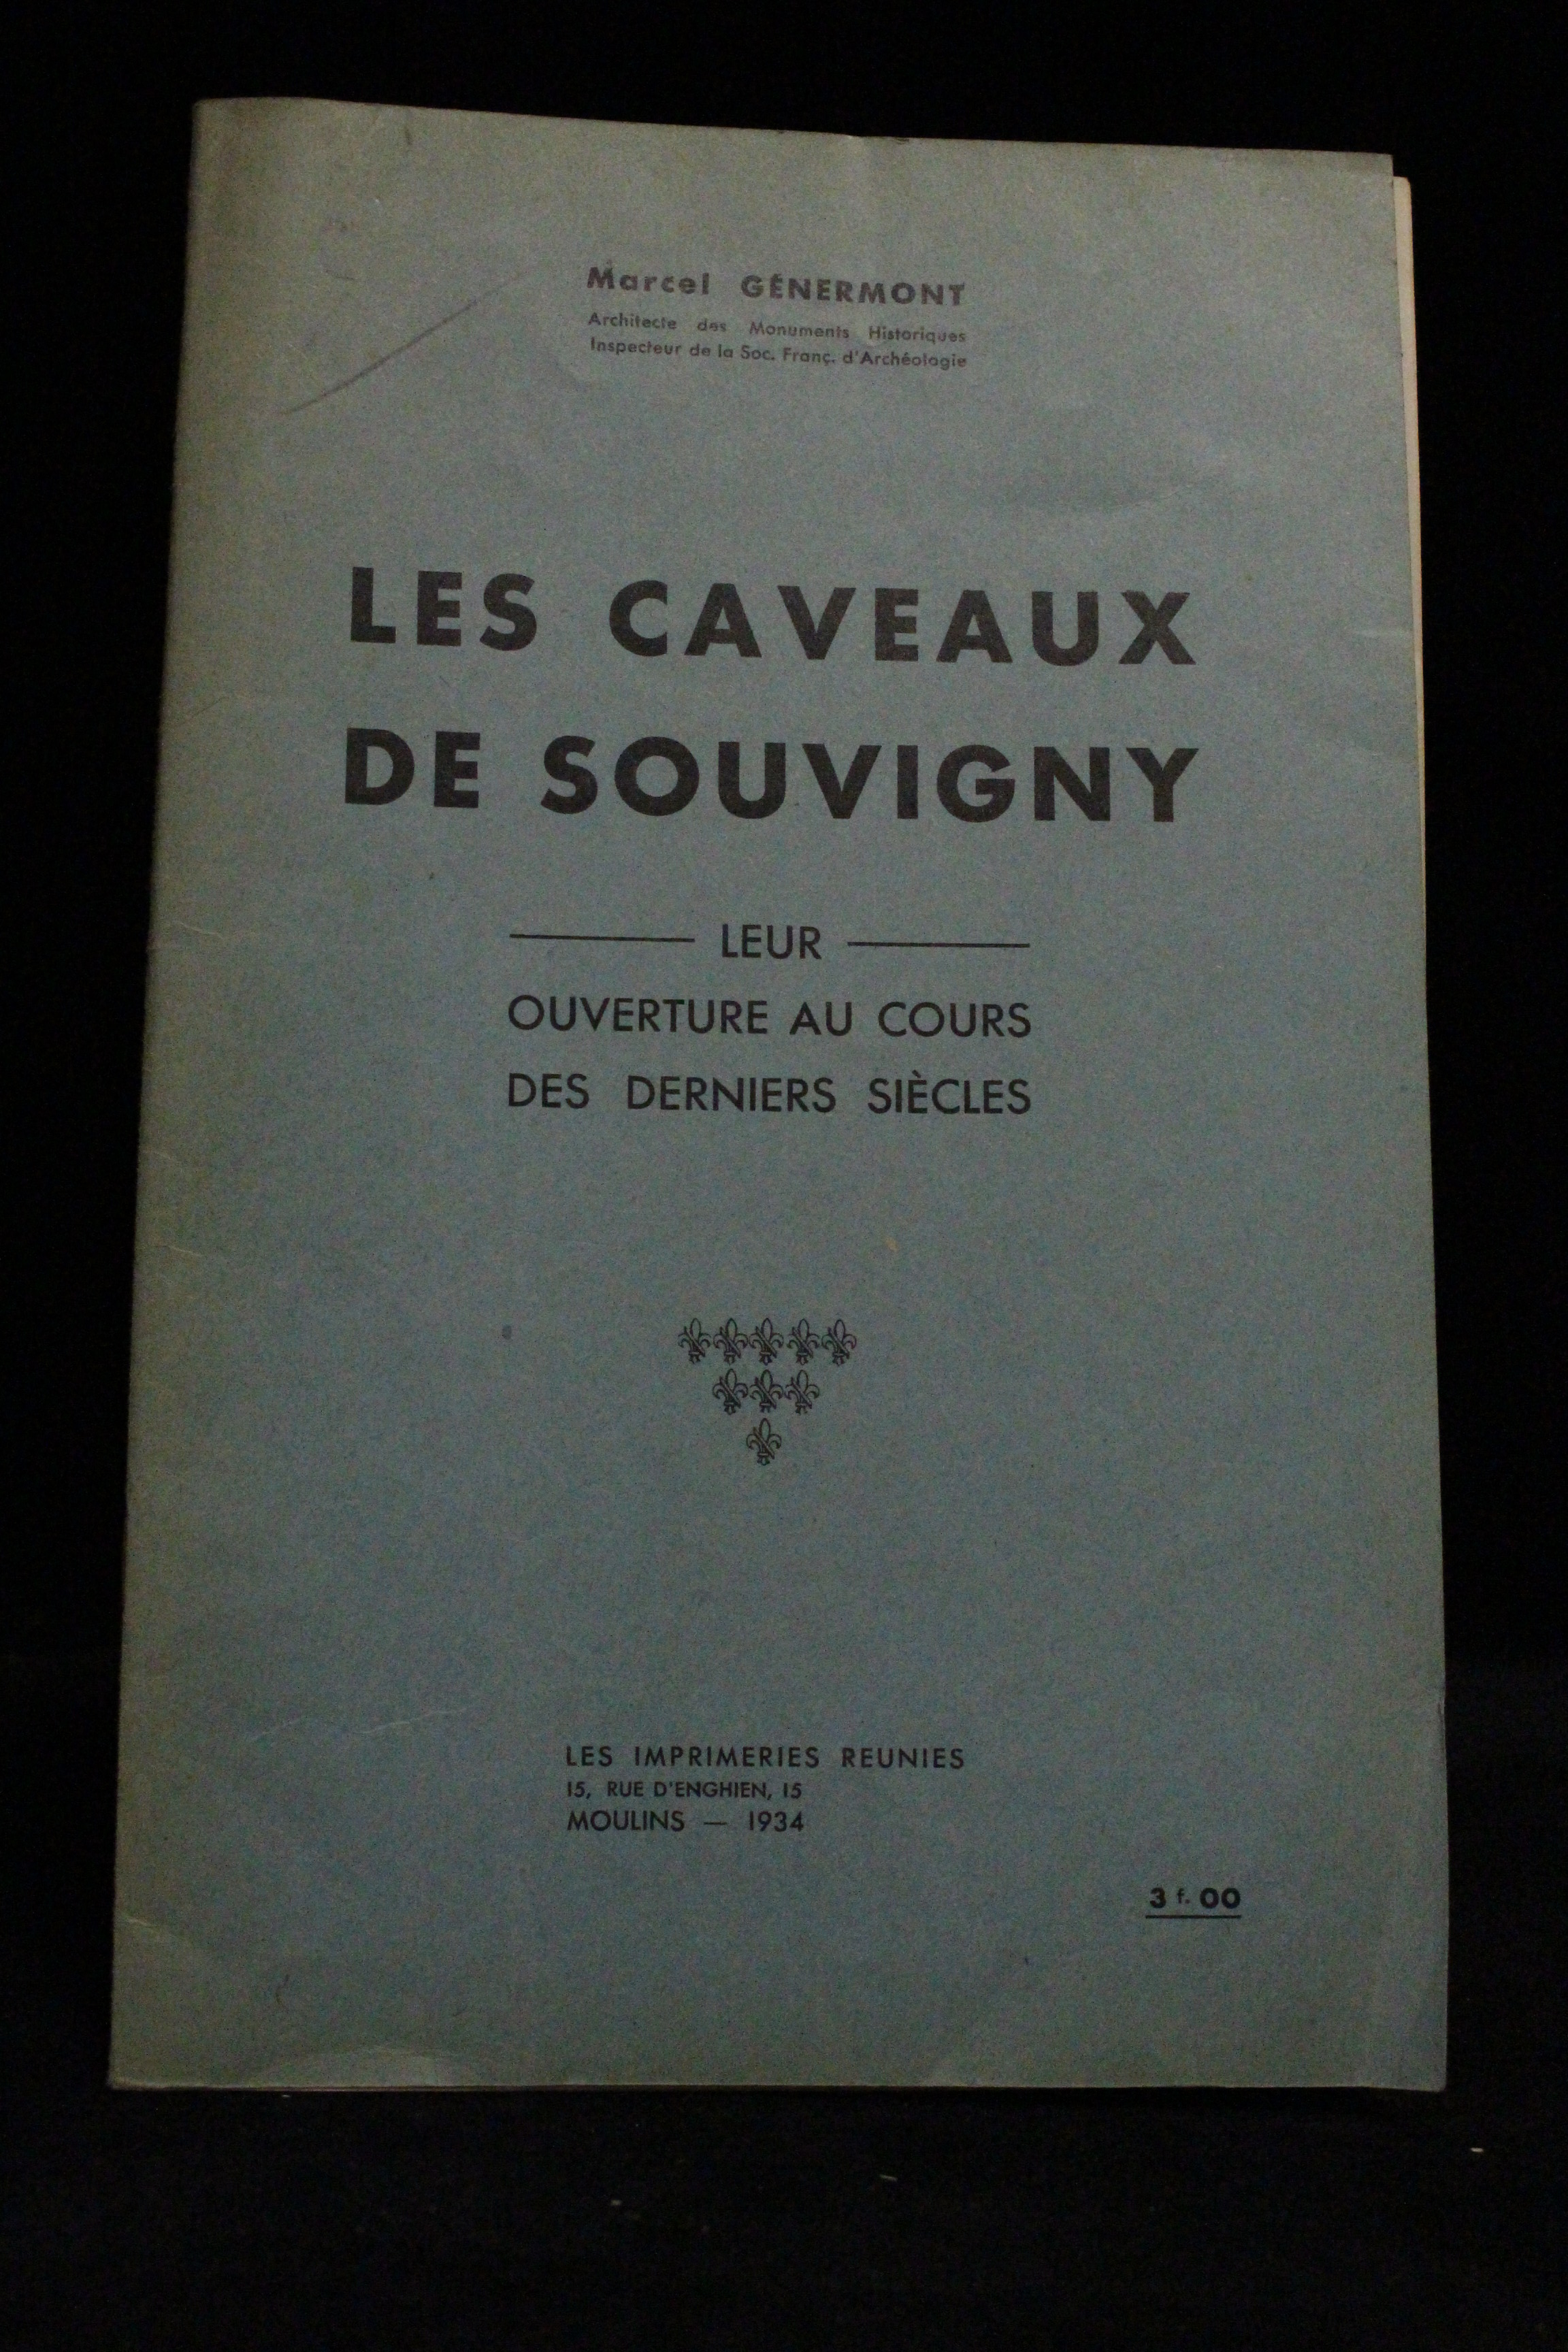 Marcel GÉNERMONT
Architecte des Monuments Historiques
Inspecteur de la Soc. Franç. d'Archéologie
LES CAVEAUX
DE SOUVIGNY
LEUR
OUVERTURE AU COURS
DES DERNIERS SIÈCLES
LES IMPRIMERIES REUNIES
15, RUE D'ENGHIEN, 15
MOULINS — 1934
3 f. 00